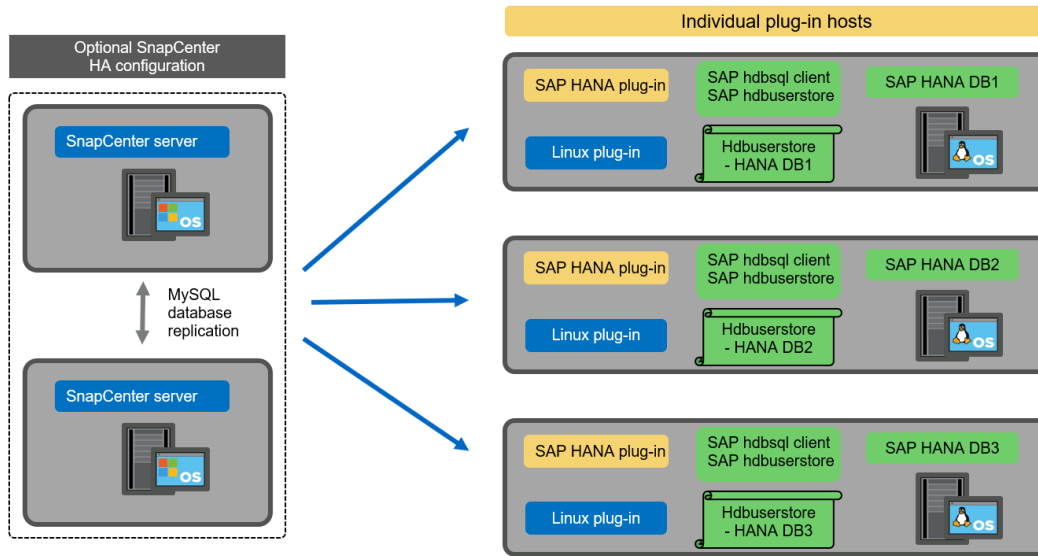 Optional SnapCenter
HA configuration
SnapCenter server
OS
MySQL
database
replication
SnapCenter server
OS
Individual plug-in hosts
SAP HANA plug-in
SAP hdbsql client
SAP hdbuserstore
SAP HANA DB1
Linux plug-in
Hdbuserstore
- HANA DB1
OS
SAP HANA plug-in
SAP hdbsql client
SAP hdbuserstore
SAP HANA DB2
Linux plug-in
Hdbuserstore
- HANA DB2
OS
SAP HANA plug-in
SAP hdbsql client
SAP hdbuserstore
SAP HANA DB3
Linux plug-in
Hdbuserstore
- HANA DB3
OS